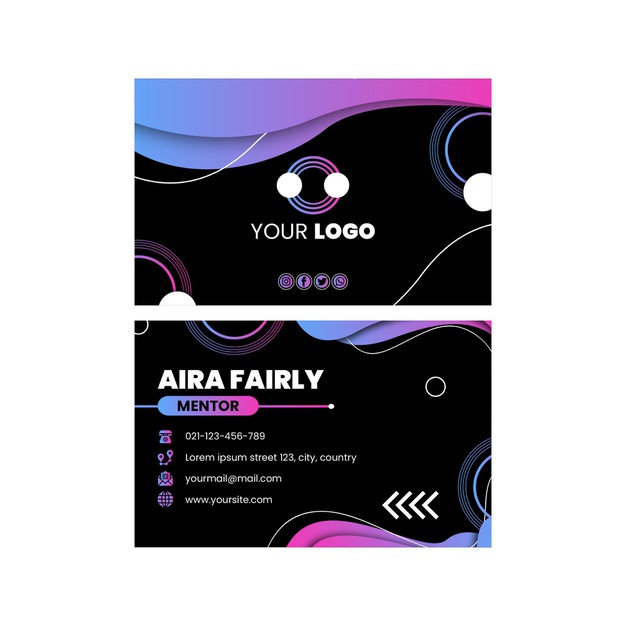 YOUR LOGO
AIRA FAIRLY
MENTOR
021-123-456-789
Lorem ipsum street 123, city, country
yourmail@mail.com
www.yoursite.com